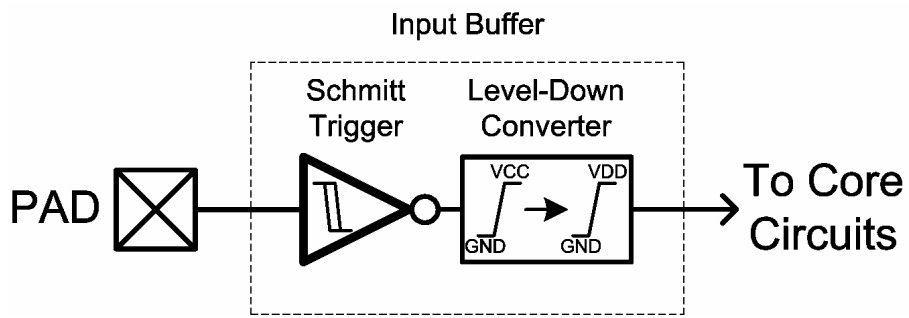 Input Buffer
Schmitt
Trigger
Level-Down
Converter
PAD
VCC
GND
VDD
GND
To Core
Circuits